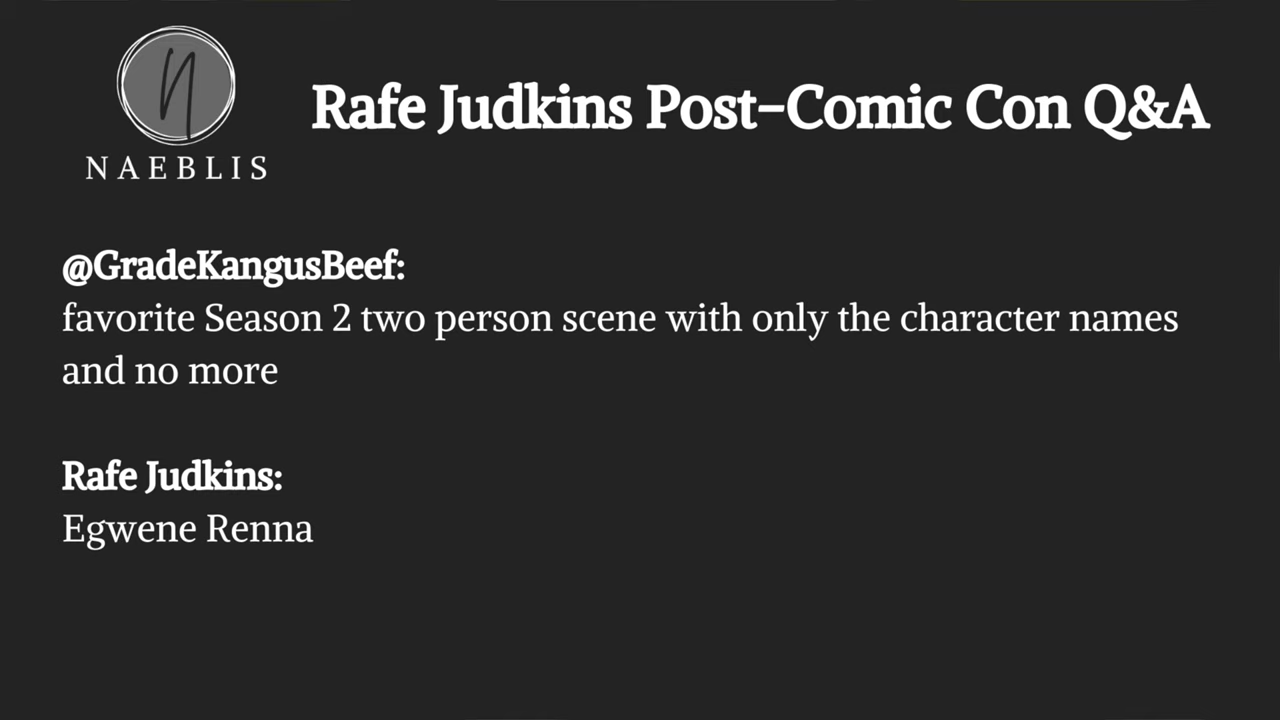 NAEBLIS
Rafe Judkins Post-Comic Con Q&A
@GradeKangusBeef:
favorite Season 2 two person scene with only the character names
and no more
Rafe Judkins:
Egwene Renna